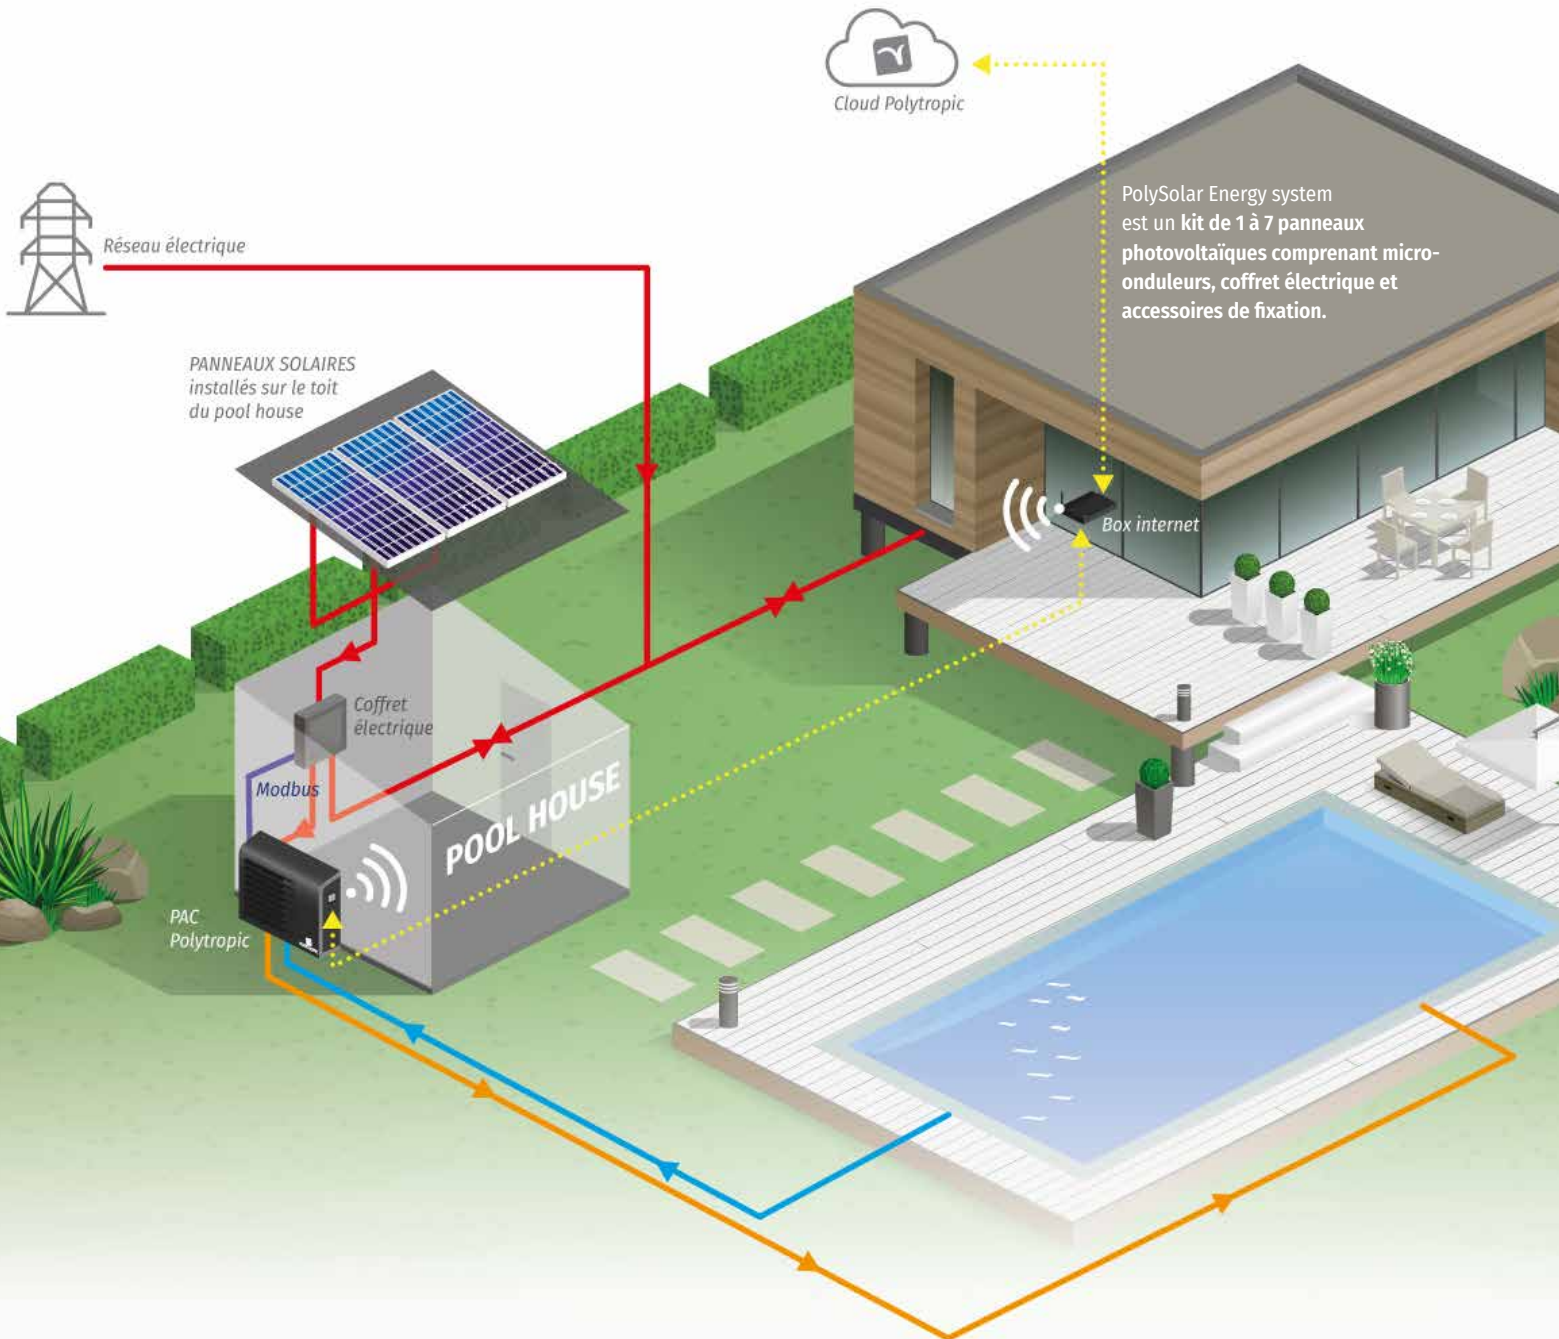 Cloud Polytropic
PolySolar Energy system
est un kit de 1 à 7 panneaux
photovoltaïques comprenant micro-
onduleurs, coffret électrique et
accessoires de fixation.
Réseau électrique
PANNEAUX SOLAIRES
installés sur le toit
du pool house
Box internet
Coffret
électrique
Modbus
POOL HOUSE
PAC
Polytropic